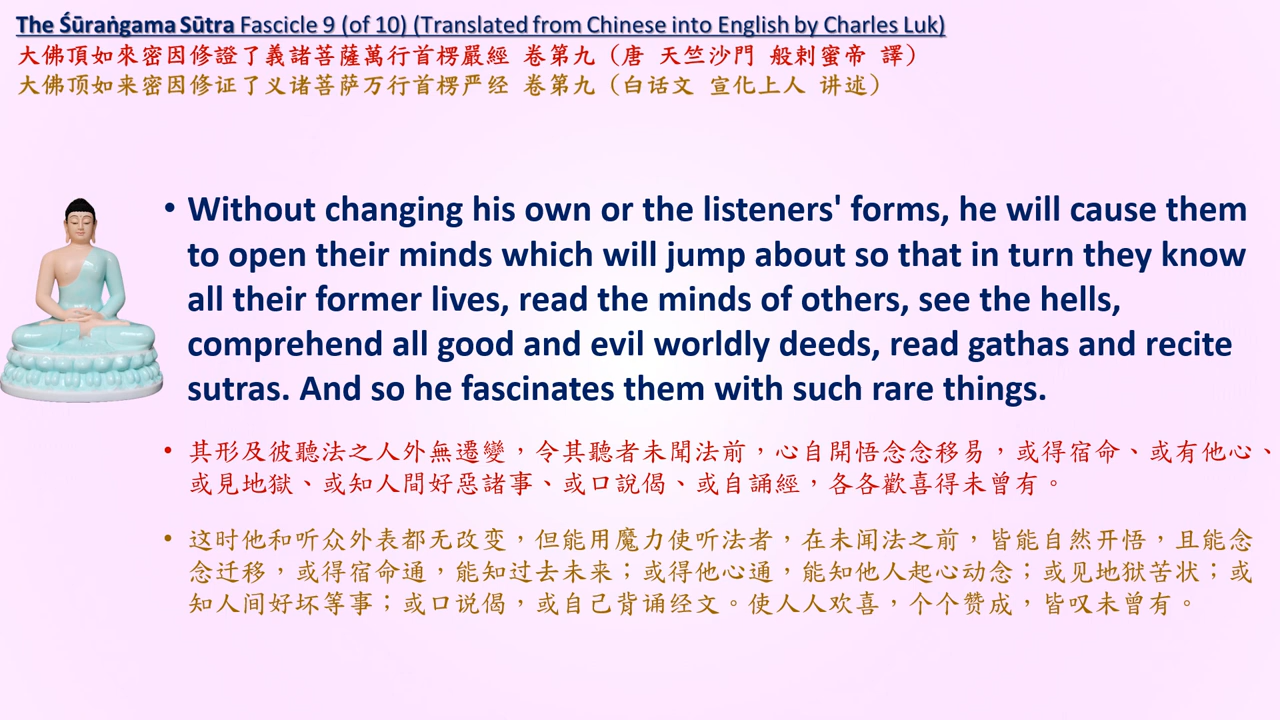 The Śūraṅgama Sūtra Fascicle 9 (of 10) (Translated from Chinese into English by Charles Luk)
大佛頂如來密因修證了義諸菩薩萬行首楞嚴經 卷第九（唐 天竺沙門 般剌蜜帝 譯）
大佛顶如来密因修证了义诸菩萨万行首楞严经 卷第九（白话文 宣化上人 讲述）
• Without changing his own or the listeners' forms, he will cause them
to open their minds which will jump about so that in turn they know
all their former lives, read the minds of others, see the hells,
comprehend all good and evil worldly deeds, read gathas and recite
sutras. And so he fascinates them with such rare things.
• 其形及彼聽法之人外無遷變，令其聽者未聞法前，心自開悟念念移易，或得宿命、或有他心、
或見地獄、或知人間好惡諸事、或口說偈、或自誦經，各各歡喜得未曾有。
• 这时他和听众外表都无改变，但能用魔力使听法者，在未闻法之前，皆能自然开悟，且能念
念迁移，或得宿命通，能知过去未来；或得他心通，能知他人起心动念；或见地狱苦状；或
知人间好坏等事；或口说偈，或自己背诵经文。使人人欢喜，个个赞成，皆叹未曾有。